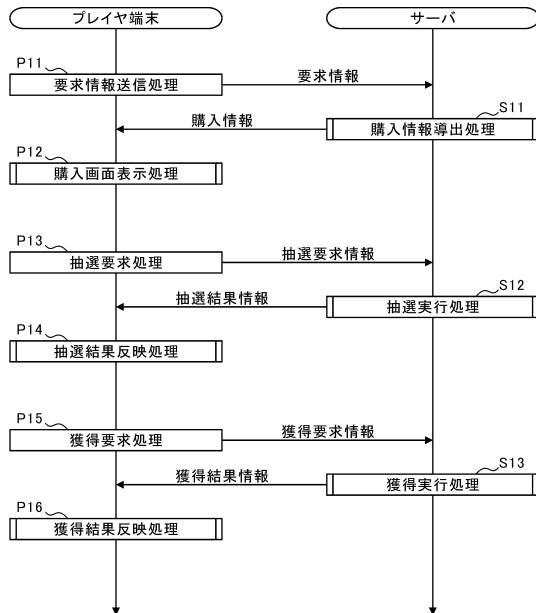 プレイヤ端末
サーバ
P11
要求情報送信処理
要求情報
S11
購入情報
購入情報導出処理
P12
購入画面表示処理
P13
抽選要求処理
抽選要求情報
S12
抽選結果情報
抽選実行処理
P14
抽選結果反映処理
P15
獲得要求処理
獲得要求情報
S13
獲得結果情報
獲得実行処理
P16
獲得結果反映処理